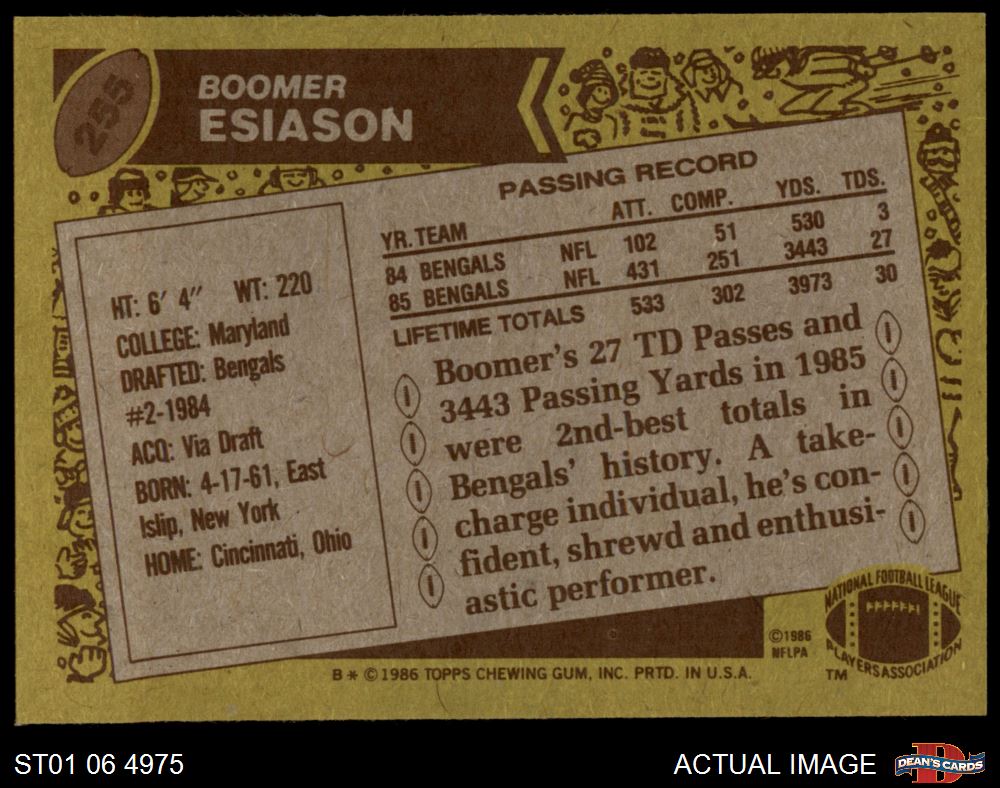 255
BOOMER
ESIASON
PASSING RECORD
YR. TEAM ATT. COMP. YDS. TDS.
84 BENGALS NFL 102 51 530 3
85 BENGALS NFL 431 251 3443 27
LIFETIME TOTALS 533 302 3973 30
HT: 6' 4" WT: 220
COLLEGE: Maryland
DRAFTED: Bengals
#2-1984
ACQ: Via Draft
BORN: 4-17-61, East
Islip, New York
HOME: Cincinnati, Ohio
Boomer's 27 TD Passes and
3443 Passing Yards in 1985
were 2nd-best totals in
Bengals' history. A take-
charge individual, he's con-
fident, shrewd and enthusi-
astic performer.
©1986
NFLPA
NATIONAL FOOTBALL LEAGUE
PLAYERS ASSOCIATION
TM
B * © 1986 TOPPS CHEWING GUM, INC. PRTD. IN U.S.A.
ST01 06 4975
ACTUAL IMAGE
DEAN'S CARDS